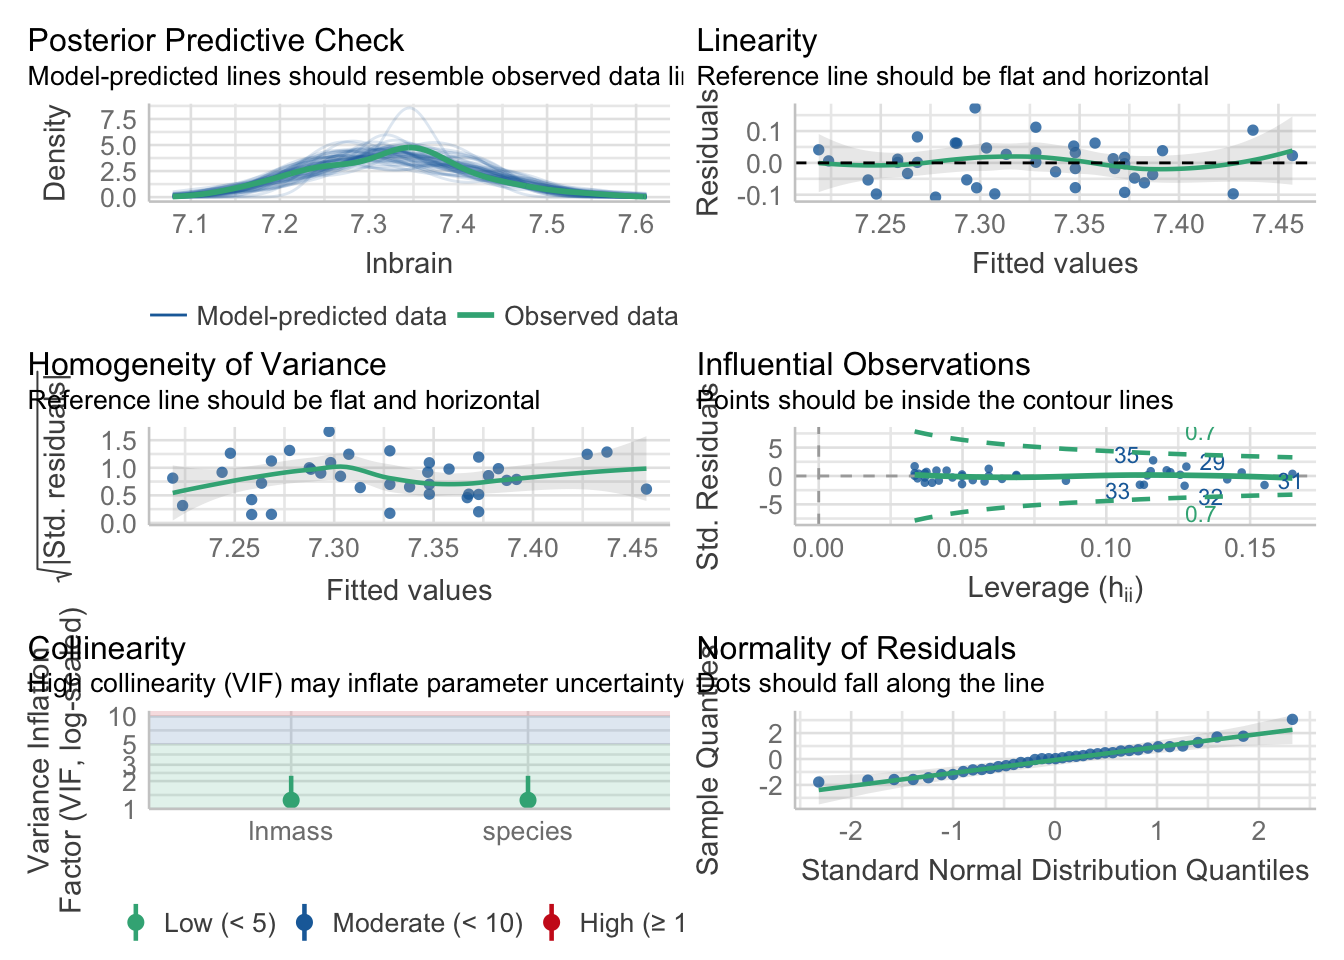 Posterior Predictive Check
Model-predicted lines should resemble observed data li
Density
7.5
5.0
2.5
0.0
7.1 7.2 7.3 7.4 7.5 7.6
lnbrain
Model-predicted data Observed data
Linearity
Reference line should be flat and horizontal
Residuals
0.1
0.0
-0.1
7.25 7.30 7.35 7.40 7.45
Fitted values
Homogeneity of Variance
Reference line should be flat and horizontal
√|Std. residuals|
1.5
1.0
0.5
0.0
7.25 7.30 7.35 7.40 7.45
Fitted values
Influential Observations
Points should be inside the contour lines
Std. Residuals
5
0
-5
0.7
35
29
31
33
32
0.7
0.00 0.05 0.10 0.15
Leverage (hii)
Collinearity
High collinearity (VIF) may inflate parameter uncertainty
Variance Inflation
Factor (VIF, log-scaled)
10
5
3
2
1
lnmass species
Low (< 5) Moderate (< 10) High (≥ 1
Normality of Residuals
Dots should fall along the line
Sample Quantiles
2
0
-2
-2 -1 0 1 2
Standard Normal Distribution Quantiles